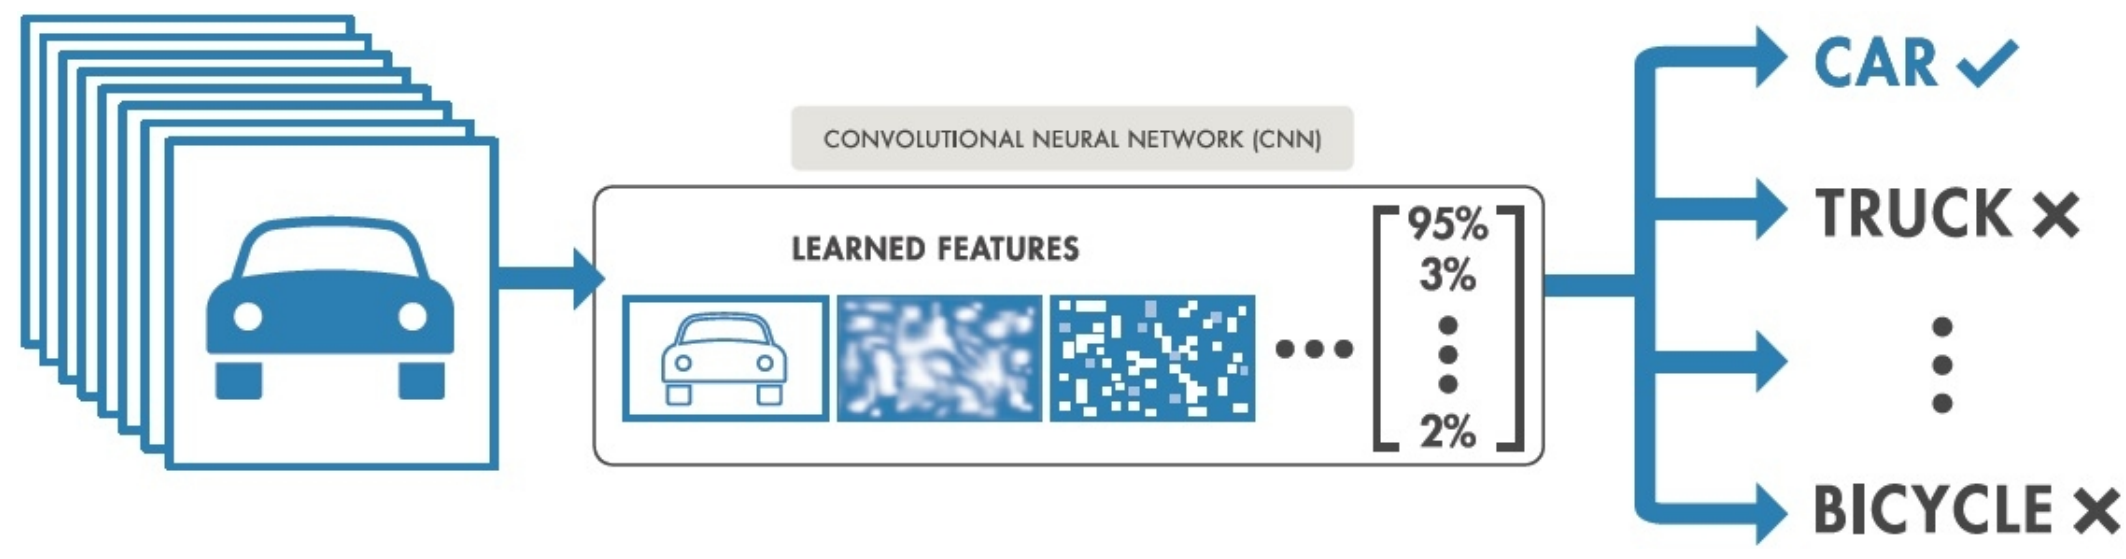 CONVOLUTIONAL NEURAL NETWORK (CNN)
LEARNED FEATURES
95%
3%
2%
CAR
TRUCK
BICYCLE